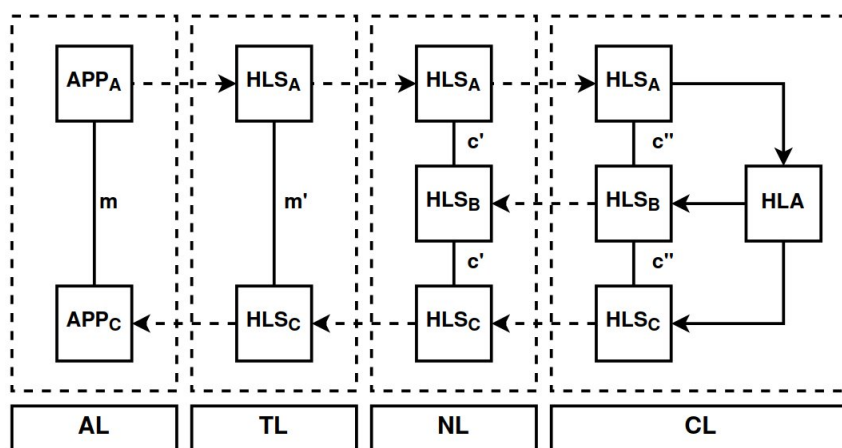 APPA HLSA HLSA HLSA
c' c"
m m' HLSB HLSB HLA
c' c"
APPC HLSC HLSC HLSC
AL TL NL CL